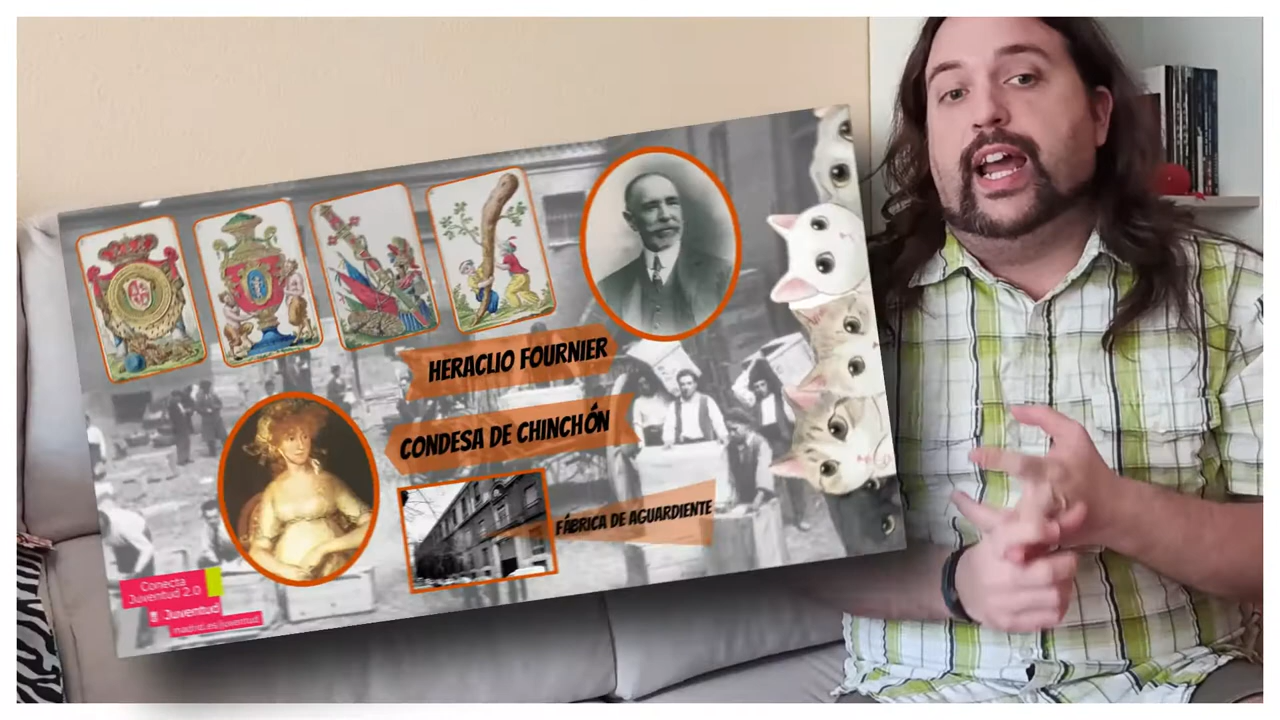 HERACLIO FOURNIER
CONDESA DE CHINCHÓN
FÁBRICA DE AGUARDIENTE
Conecta
Juventud 2.0
Juventud
madrid.es/juventud